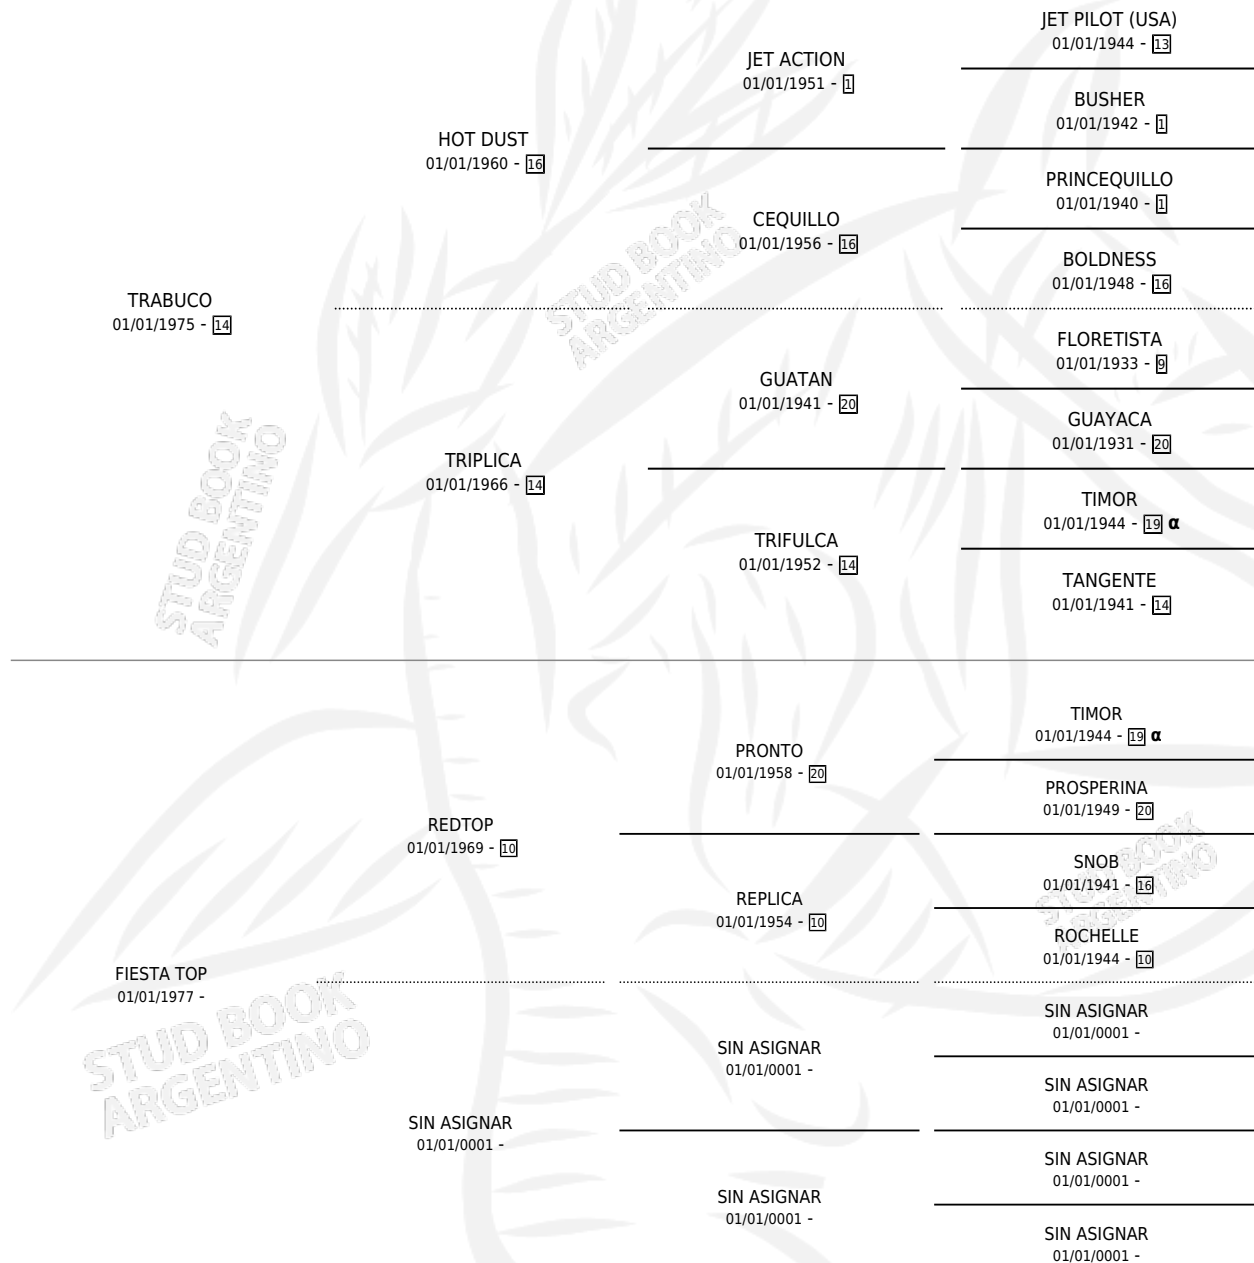 JET PILOT (USA)
01/01/1944 - 13
JET ACTION
01/01/1951 - 1
BUSHER
01/01/1942 - 1
HOT DUST
01/01/1960 - 16
PRINCEQUILLO
01/01/1940 - 1
CEQUILLO
01/01/1956 - 16
BOLDNESS
01/01/1948 - 16
TRABUCO
01/01/1975 - 14
FLORETISTA
01/01/1933 - 9
GUATAN
01/01/1941 - 20
GUAYACA
01/01/1931 - 20
TRIPLICA
01/01/1966 - 14
TIMOR
01/01/1944 - 19 α
TRIFULCA
01/01/1952 - 14
TANGENTE
01/01/1941 - 14
STUD BOOK
ARGENTINO
STUD BOOK
ARGENTINO
TIMOR
01/01/1944 - 19 α
PRONTO
01/01/1958 - 20
PROSPERINA
01/01/1949 - 20
REDTOP
01/01/1969 - 10
SNOB
01/01/1941 - 16
REPLICA
01/01/1954 - 10
ROCHELLE
01/01/1944 - 10
FIESTA TOP
01/01/1977 -
SIN ASIGNAR
01/01/0001 -
SIN ASIGNAR
01/01/0001 -
SIN ASIGNAR
01/01/0001 -
SIN ASIGNAR
01/01/0001 -
SIN ASIGNAR
01/01/0001 -
SIN ASIGNAR
01/01/0001 -
SIN ASIGNAR
01/01/0001 -
STUD BOOK
ARGENTINO
STUD BOOK
ARGENTINO